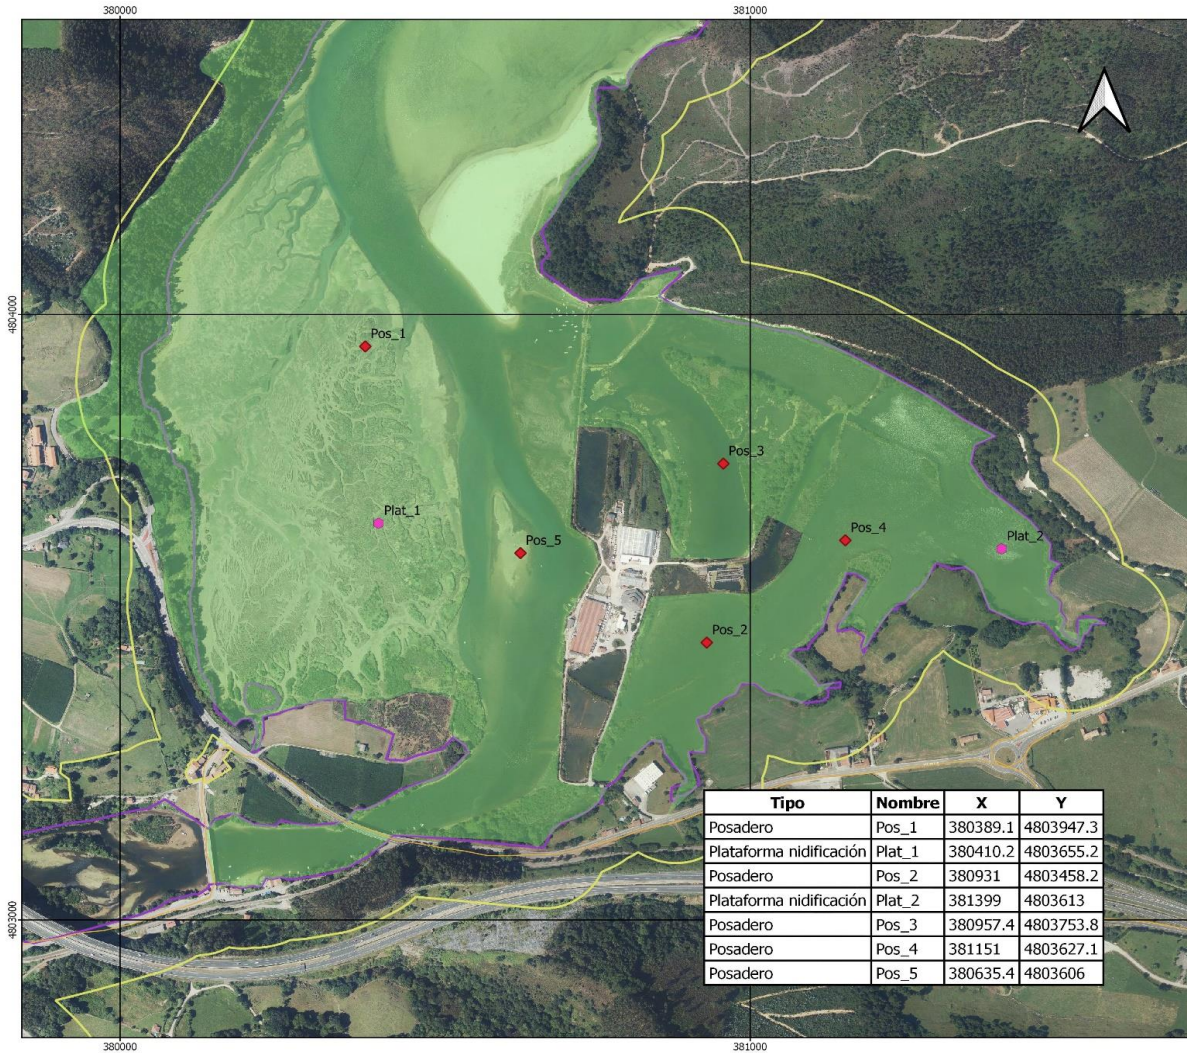 380000 381000
4804000
Pos_1
Pos_3
Plat_1
Pos_4
Pos_5
Plat_2
Pos_2
4803000
Tipo Nombre X Y
Posadero Pos_1 380389.1 4803947.3
Plataforma nidificación Plat_1 380410.2 4803655.2
Posadero Pos_2 380931 4803458.2
Plataforma nidificación Plat_2 381399 4803613
Posadero Pos_3 380957.4 4803753.8
Posadero Pos_4 381151 4803627.1
Posadero Pos_5 380635.4 4803606
380000 381000